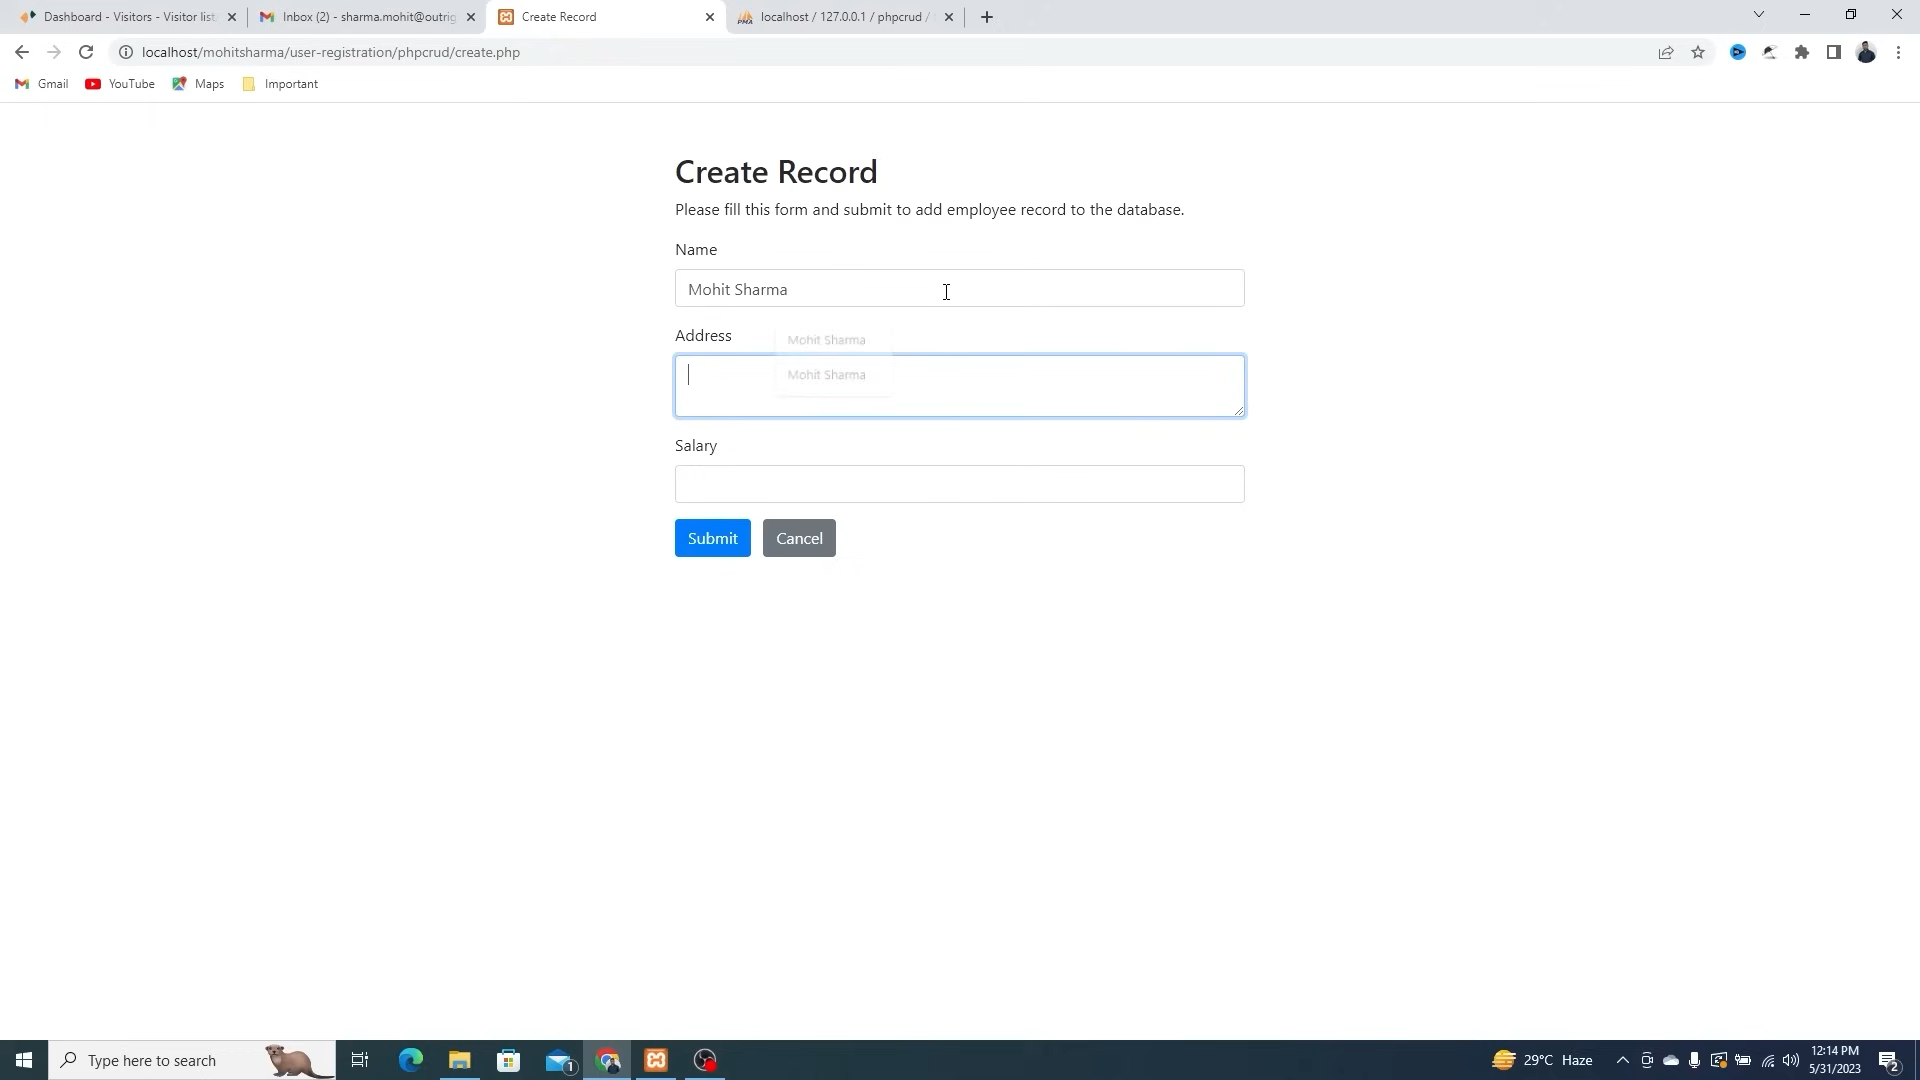 Dashboard - Visitors - Visitor list
Inbox (2) - sharma.mohit@outrig
Create Record
localhost / 127.0.0.1 / phpcrud /
localhost/mohitsharma/user-registration/phpcrud/create.php
Gmail
YouTube
Maps
Important
Create Record
Please fill this form and submit to add employee record to the database.
Name
Mohit Sharma
Address
Mohit Sharma
Mohit Sharma
Salary
Submit
Cancel
Type here to search
1
29°C Haze
12:14 PM
5/31/2023
2